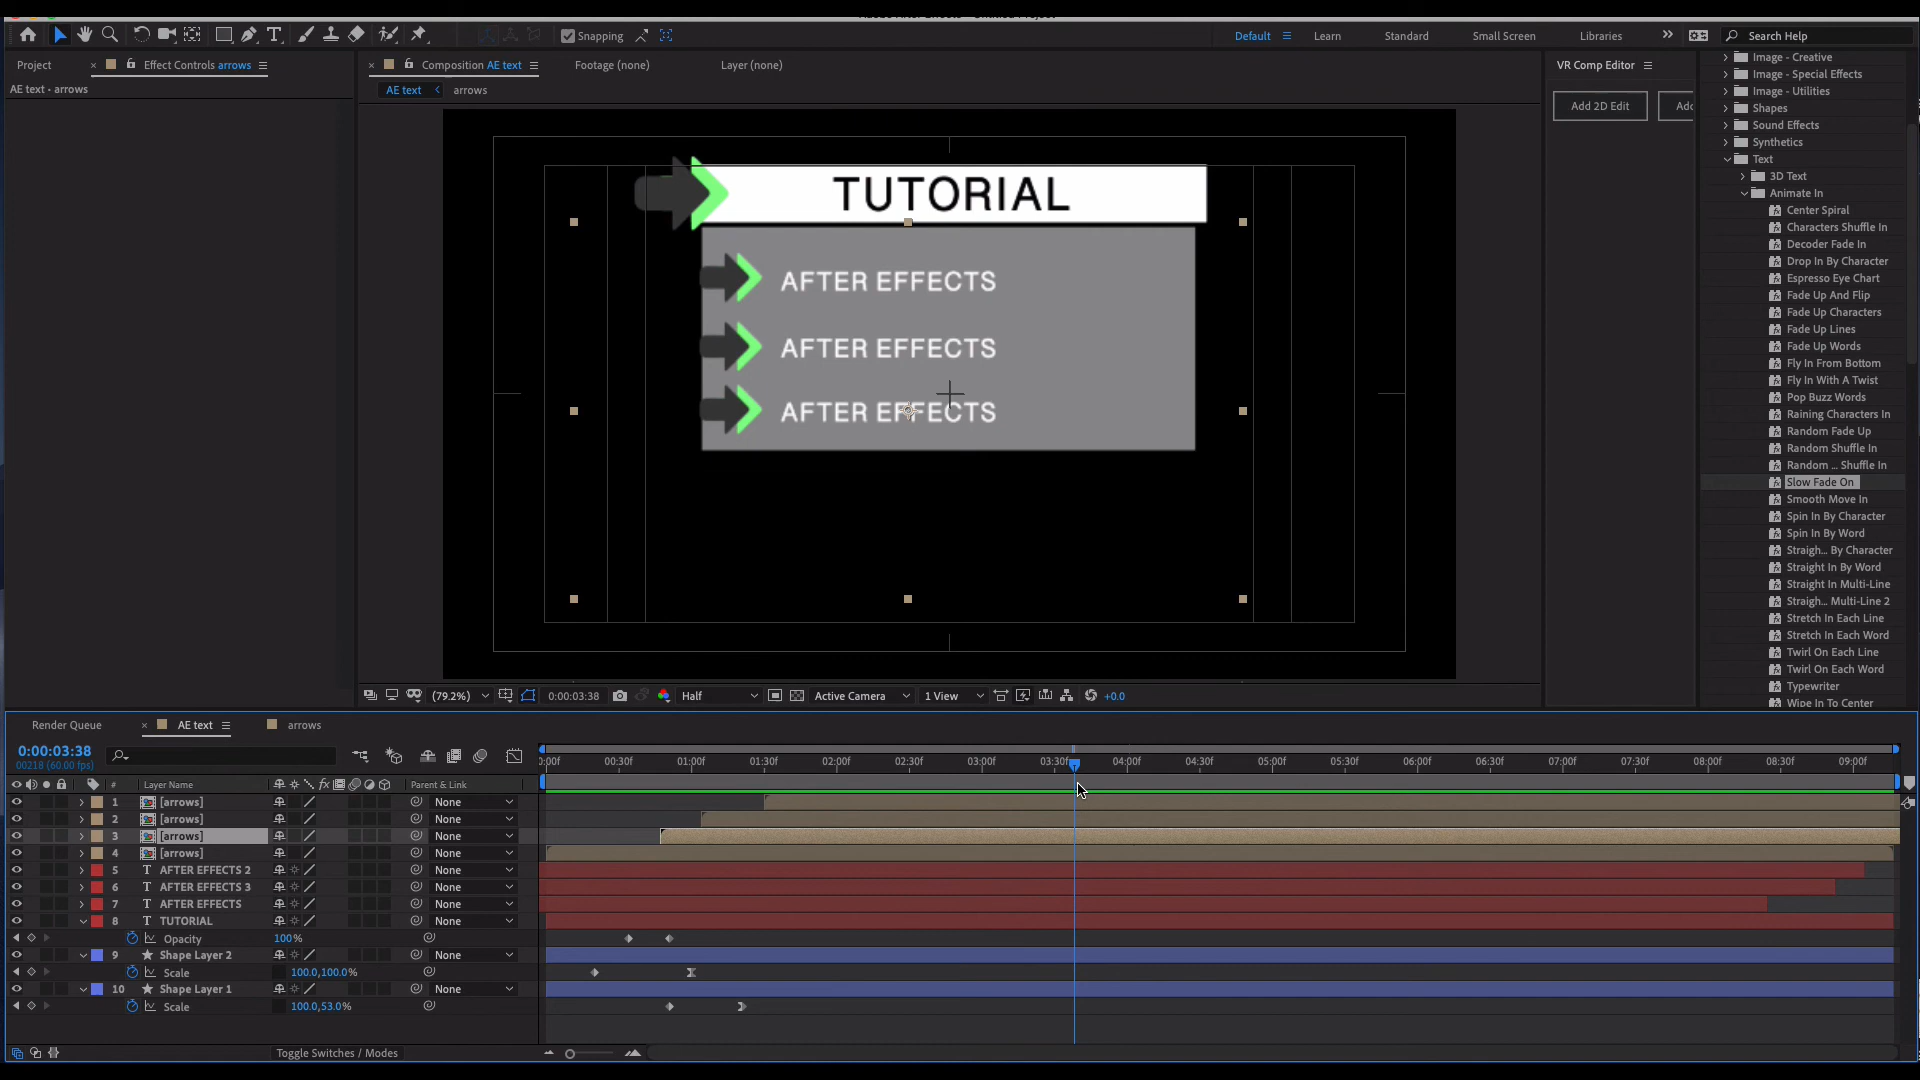 Snapping
Default
Learn
Standard
Small Screen
Libraries
Search Help
Project
Effect Controls arrows
Composition AE text
Footage (none)
Layer (none)
VR Comp Editor
AE text - arrows
AE text
arrows
Add 2D Edit
TUTORIAL
AFTER EFFECTS
AFTER EFFECTS
AFTER EFFECTS
Image - Creative
Image - Special Effects
Image - Utilities
Shapes
Sound Effects
Synthetics
Text
3D Text
Animate In
Center Spiral
Characters Shuffle In
Decoder Fade In
Drop In By Character
Espresso Eye Chart
Fade Up And Flip
Fade Up Characters
Fade Up Lines
Fade Up Words
Fly In From Bottom
Fly In With A Twist
Pop Buzz Words
Raining Characters In
Random Fade Up
Random Shuffle In
Random ... Shuffle In
Slow Fade On
Smooth Move In
Spin In By Character
Spin In By Word
Straigh... By Character
Straight In By Word
Straight In Multi-Line
Straigh... Multi-Line 2
Stretch In Each Line
Stretch In Each Word
Twirl On Each Line
Twirl On Each Word
Typewriter
Wipe In To Center
(79.2%)
0:00:03:38
Half
Active Camera
1 View
+0.0
Render Queue
AE text
arrows
0:00:03:38
00218 (60.00 fps)
0:00f 00:30f 01:00f 01:30f 02:00f 02:30f 03:00f 03:30f 04:00f 04:30f 05:00f 05:30f 06:00f 06:30f 07:00f 07:30f 08:00f 08:30f 09:00f
# Layer Name fx Parent & Link
1 [arrows] None
2 [arrows] None
3 [arrows] None
4 [arrows] None
5 T AFTER EFFECTS 2 None
6 T AFTER EFFECTS 3 None
7 T AFTER EFFECTS None
8 T TUTORIAL None
Opacity 100%
9 Shape Layer 2 None
Scale 100.0,100.0%
10 Shape Layer 1 None
Scale 100.0,53.0%
Toggle Switches / Modes